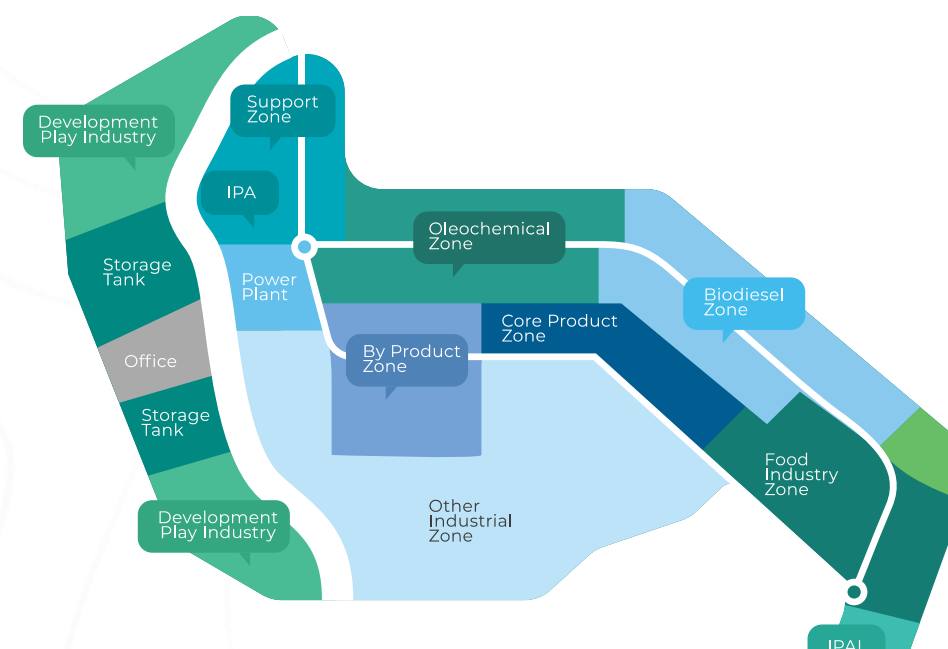 Support
Zone
Development
Play Industry
IPA
Oleochemical
Zone
Storage
Tank
Power
Plant
Biodiesel
Zone
Core Product
Zone
By Product
Zone
Office
Storage
Tank
Food
Industry
Zone
Other
Industrial
Zone
Development
Play Industry